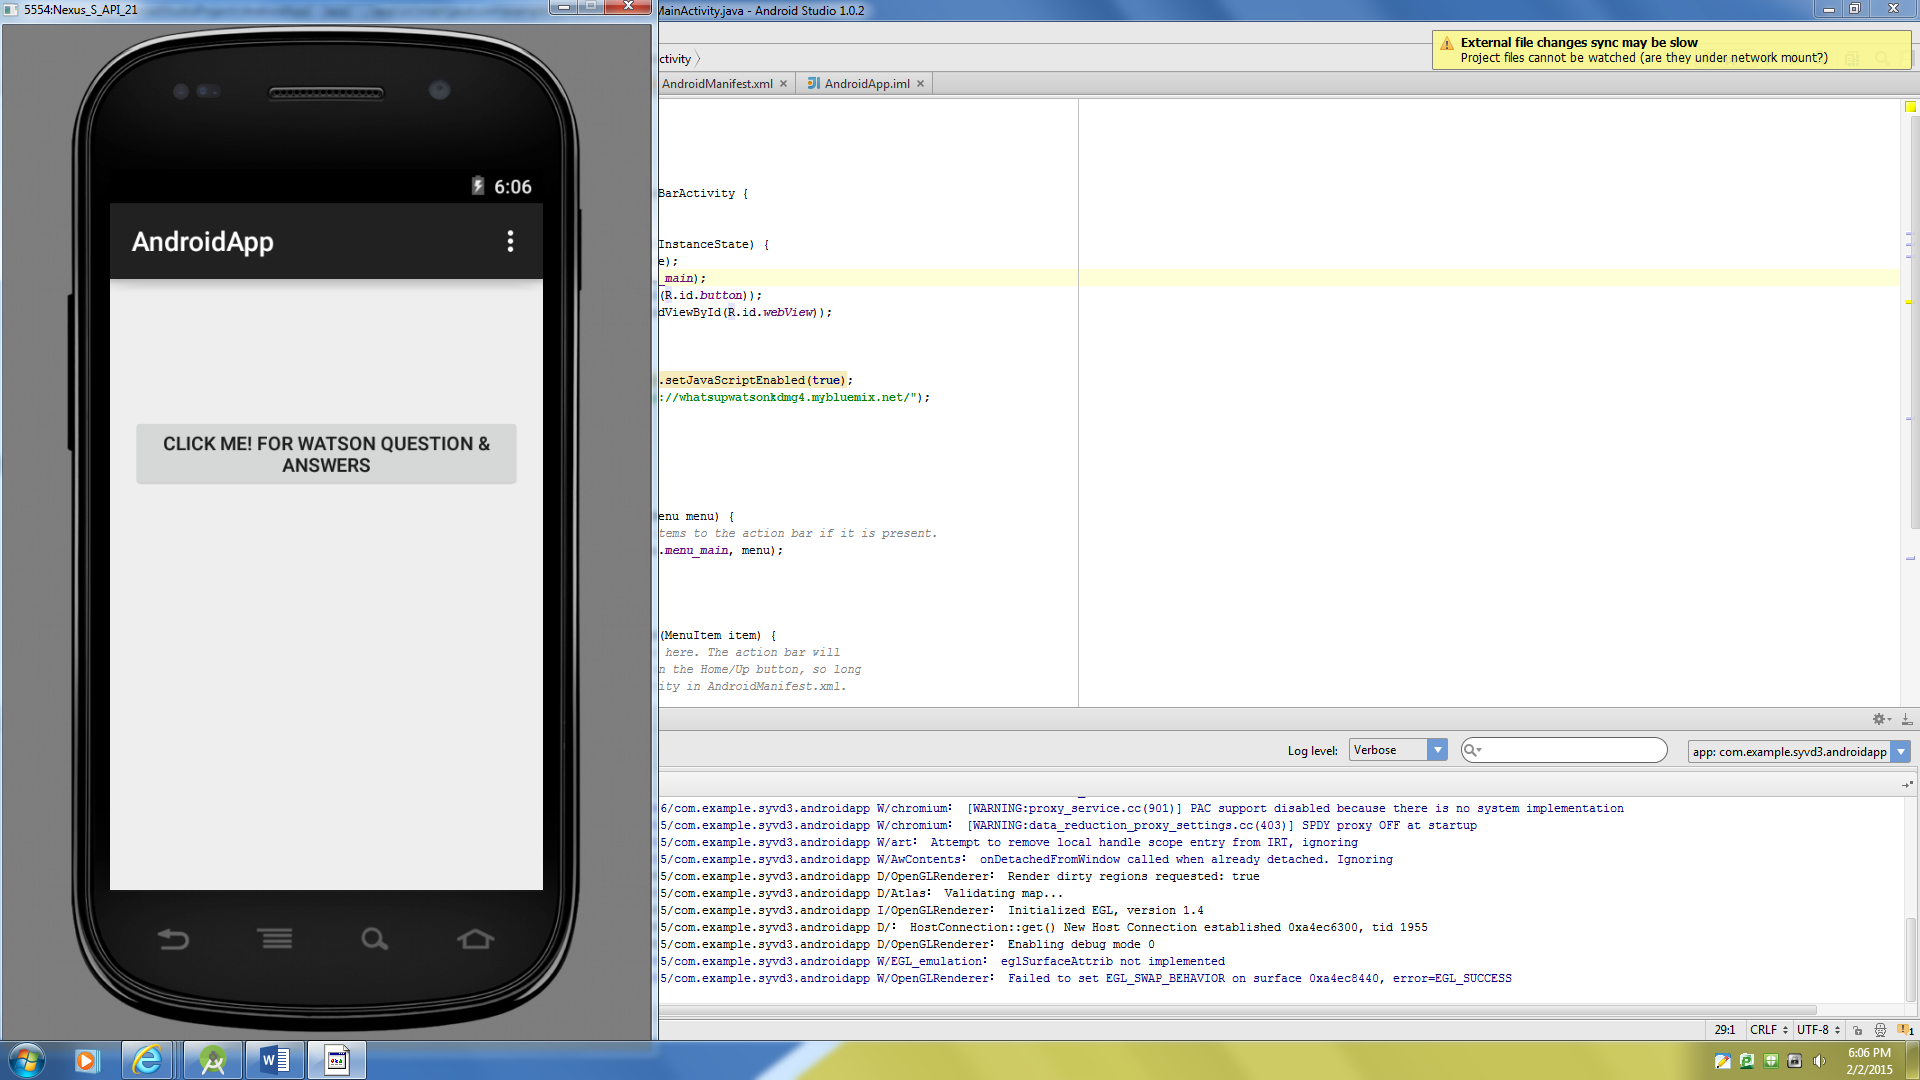 5554:Nexus_S_API_21
MainActivity.java - Android Studio 1.0.2
External file changes sync may be slow
Project files cannot be watched (are they under network mount?)
ctivity
AndroidManifest.xml
AndroidApp.iml
6:06
AndroidApp
CLICK ME! FOR WATSON QUESTION &
ANSWERS
BarActivity {
InstanceState) {
e);
_main);
(R.id.button));
dViewById(R.id.webView));
.setJavaScriptEnabled(true);
://whatsupwatsonkdmg4.mybluemix.net/");
enu menu) {
tems to the action bar if it is present.
.menu_main, menu);
(MenuItem item) {
here. The action bar will
n the Home/Up button, so long
ity in AndroidManifest.xml.
Log level:
Verbose
app: com.example.syvd3.androidapp
6/com.example.syvd3.androidapp W/chromium﹕ [WARNING:proxy_service.cc(901)] PAC support disabled because there is no system implementation
5/com.example.syvd3.androidapp W/chromium﹕ [WARNING:data_reduction_proxy_settings.cc(403)] SPDY proxy OFF at startup
5/com.example.syvd3.androidapp W/art﹕ Attempt to remove local handle scope entry from IRT, ignoring
5/com.example.syvd3.androidapp W/AwContents﹕ onDetachedFromWindow called when already detached. Ignoring
5/com.example.syvd3.androidapp D/OpenGLRenderer﹕ Render dirty regions requested: true
5/com.example.syvd3.androidapp D/Atlas﹕ Validating map...
5/com.example.syvd3.androidapp I/OpenGLRenderer﹕ Initialized EGL, version 1.4
5/com.example.syvd3.androidapp D/﹕ HostConnection::get() New Host Connection established 0xa4ec6300, tid 1955
5/com.example.syvd3.androidapp D/OpenGLRenderer﹕ Enabling debug mode 0
5/com.example.syvd3.androidapp W/EGL_emulation﹕ eglSurfaceAttrib not implemented
5/com.example.syvd3.androidapp W/OpenGLRenderer﹕ Failed to set EGL_SWAP_BEHAVIOR on surface 0xa4ec8440, error=EGL_SUCCESS
29:1
CRLF
UTF-8
1
6:06 PM
2/2/2015